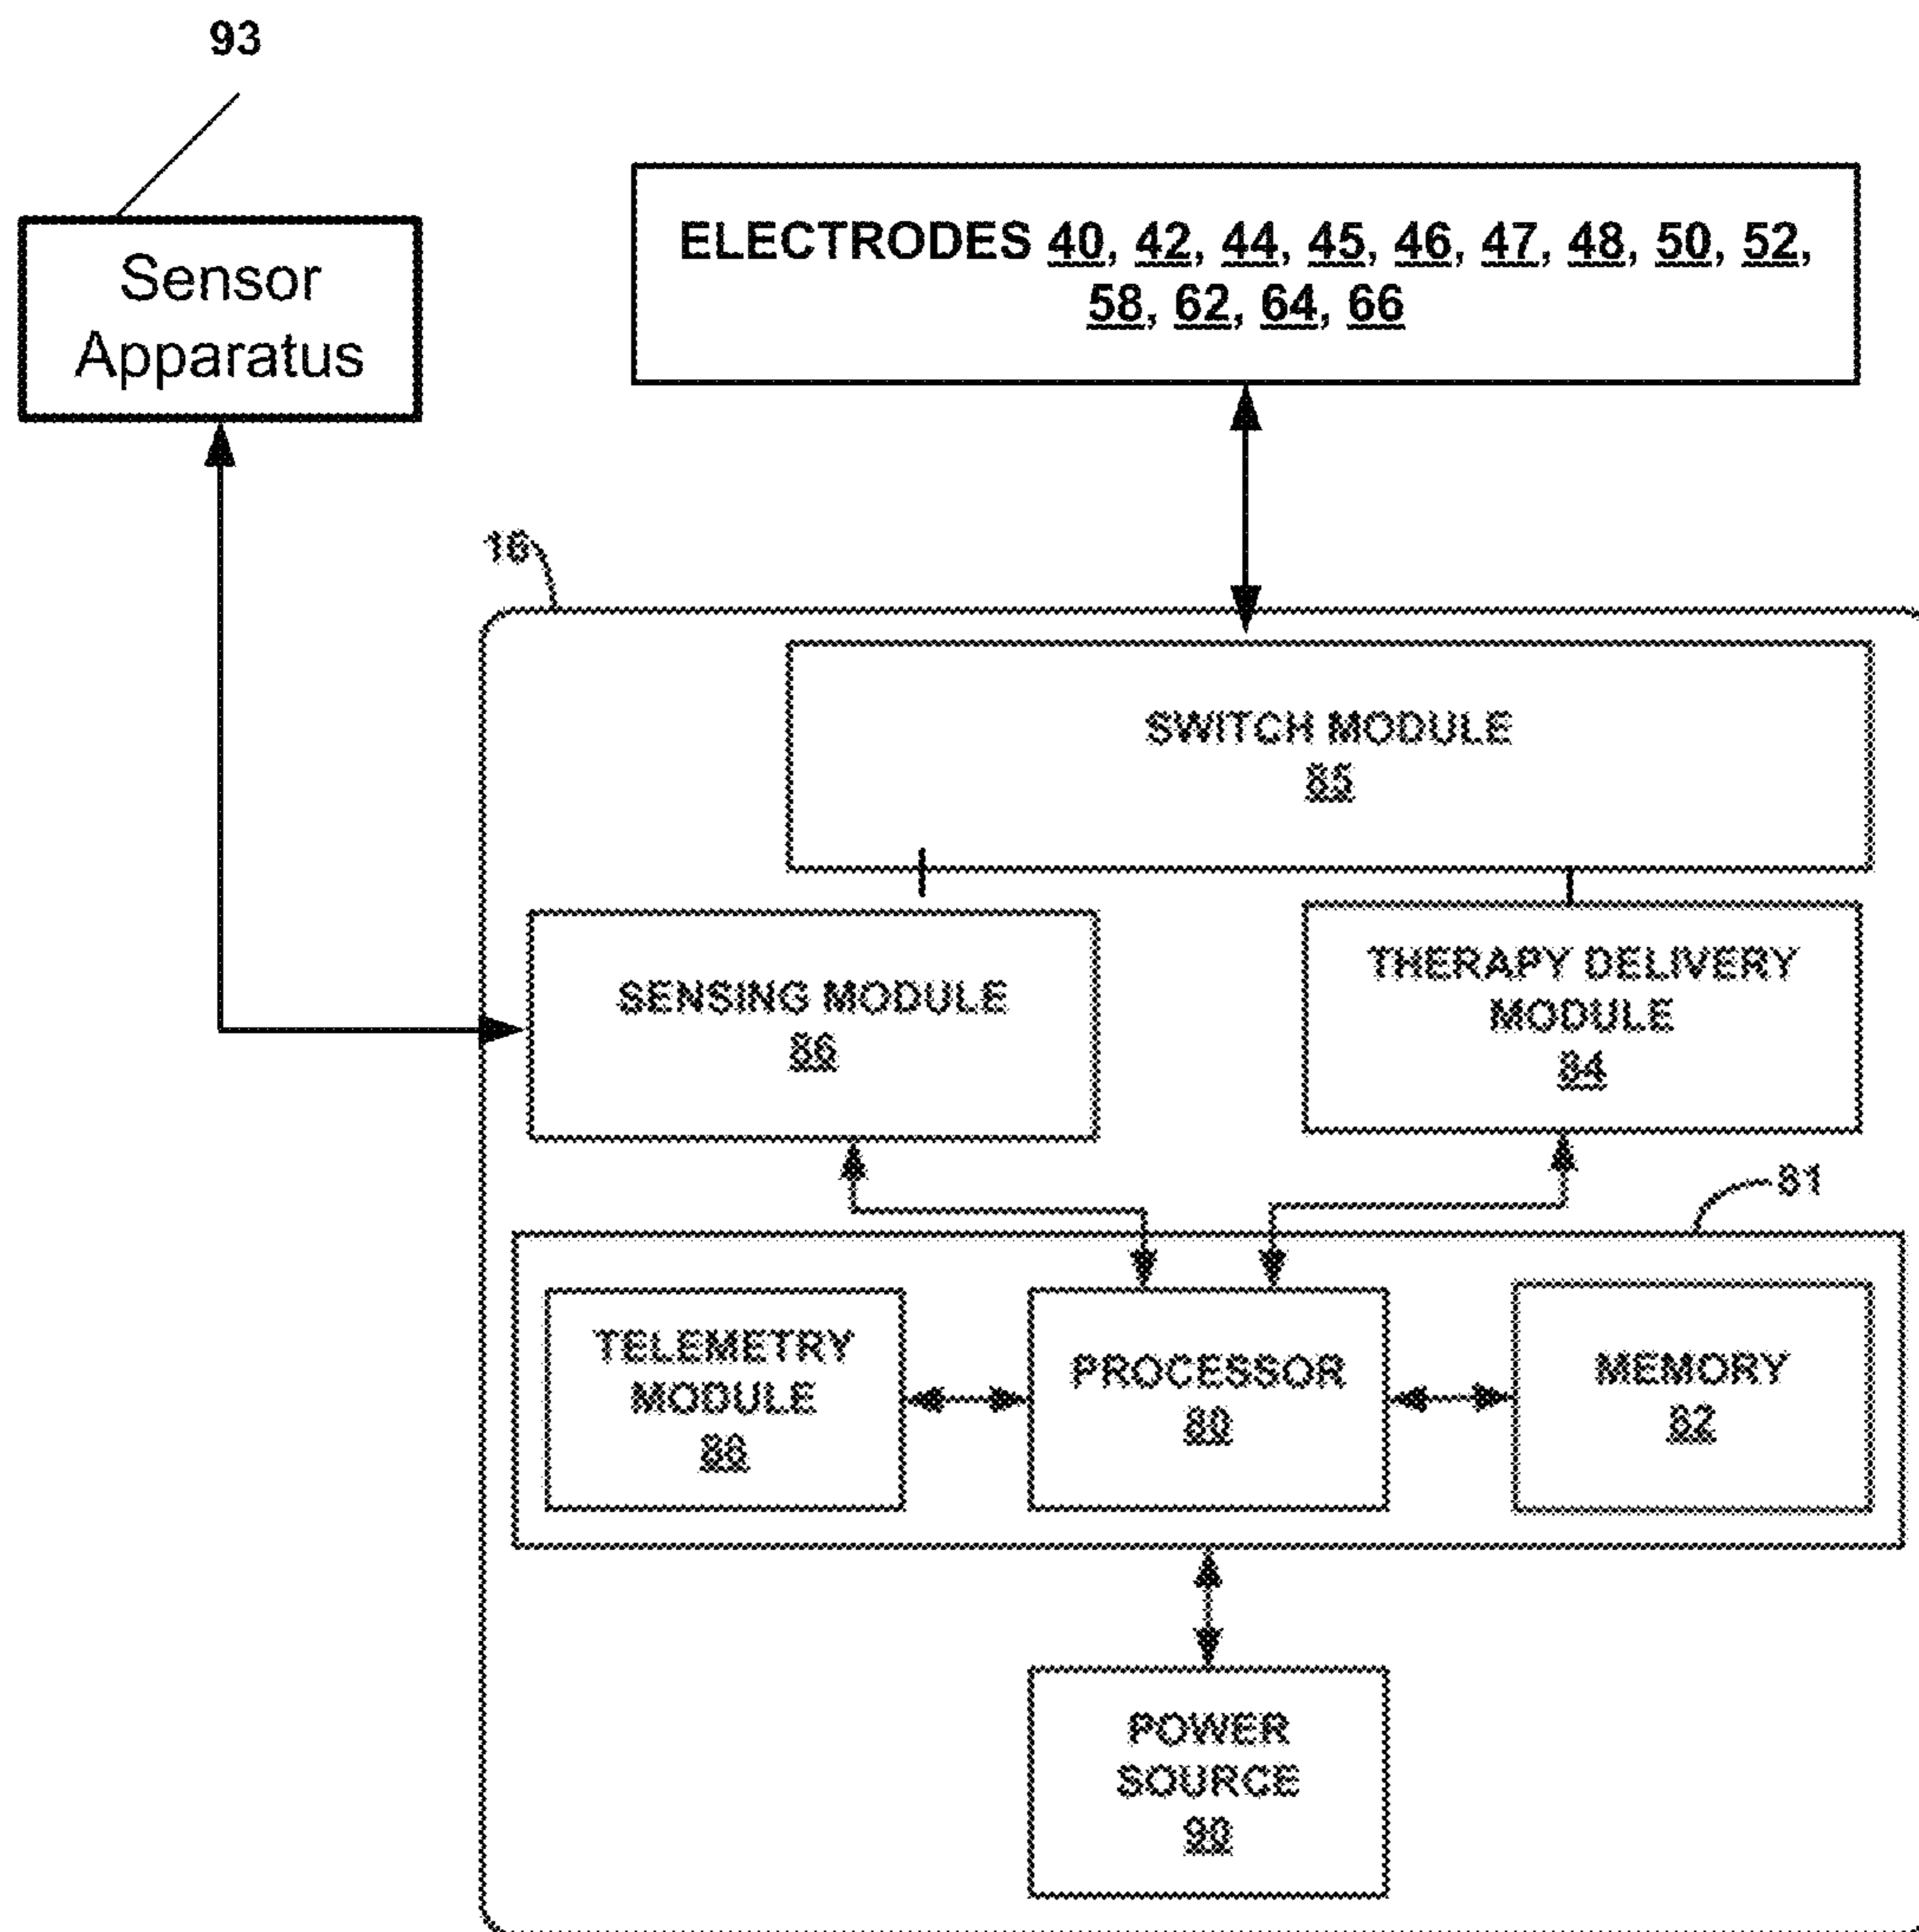 93
Sensor
Apparatus
ELECTRODES 40, 42, 44, 45, 46, 47, 48, 50, 52,
58, 62, 64, 66
16
SWITCH MODULE
85
SENSING MODULE
86
THERAPY DELIVERY
MODULE
84
81
TELEMETRY
MODULE
88
PROCESSOR
80
MEMORY
82
POWER
SOURCE
90